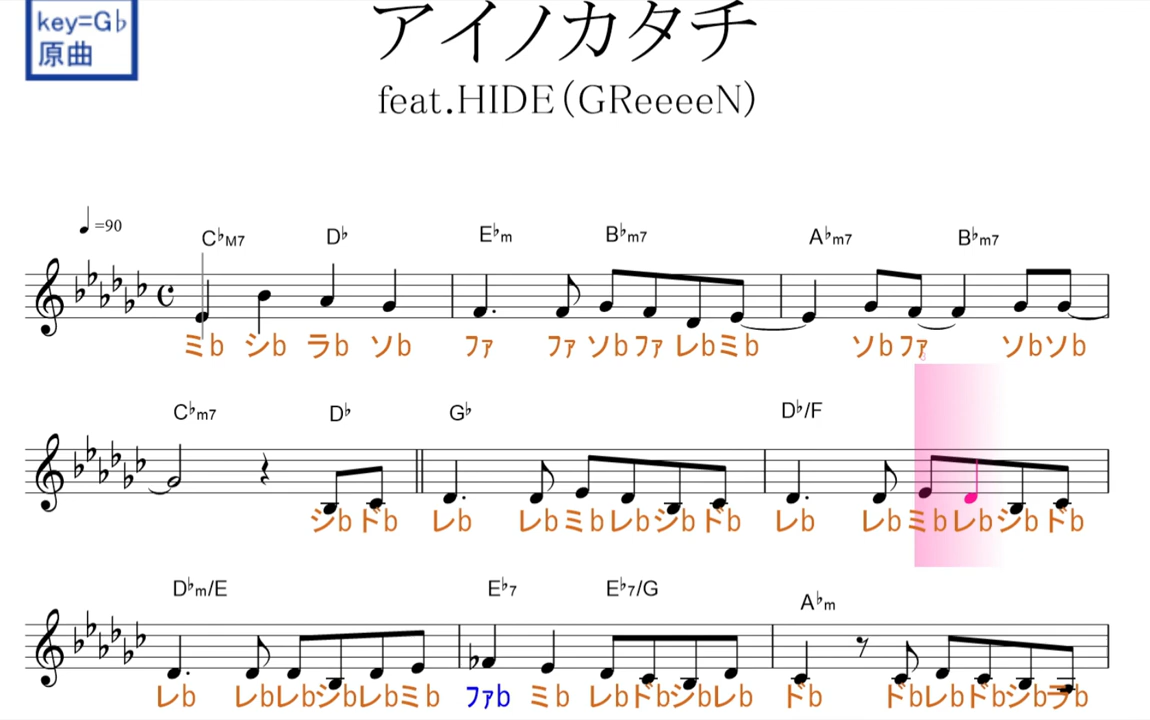 key=G♭
原曲
アイノカタチ
feat.HIDE(GReeeeN)
=90
C♭M7 D♭ E♭m B♭m7 A♭m7 B♭m7
ミb シb ラb ソb ファ ファ ソb ファ レb ミb ソb ファ ソb ソb
C♭m7 D♭ G♭ D♭/F
シb ドb レb レb ミb レb シb ドb レb レb ミb レb シb ドb
D♭m/E E♭7 E♭7/G A♭m
レb レb レb シb レb ミb ファb ミb レb ドb シb レb ドb ドb レb ドb シb ラb